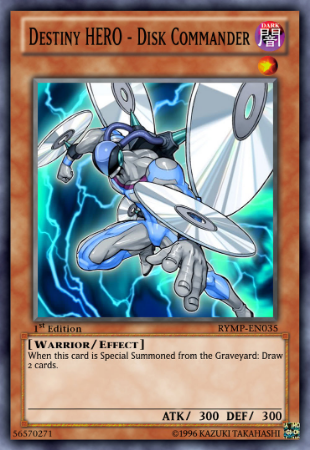 DESTINY HERO - DISK COMMANDER
DARK
闇
1st Edition
RYMP-EN035
[ WARRIOR/ EFFECT ]
When this card is Special Summoned from the Graveyard: Draw
2 cards.
ATK/ 300 DEF/ 300
56570271
©1996 KAZUKI TAKAHASHI